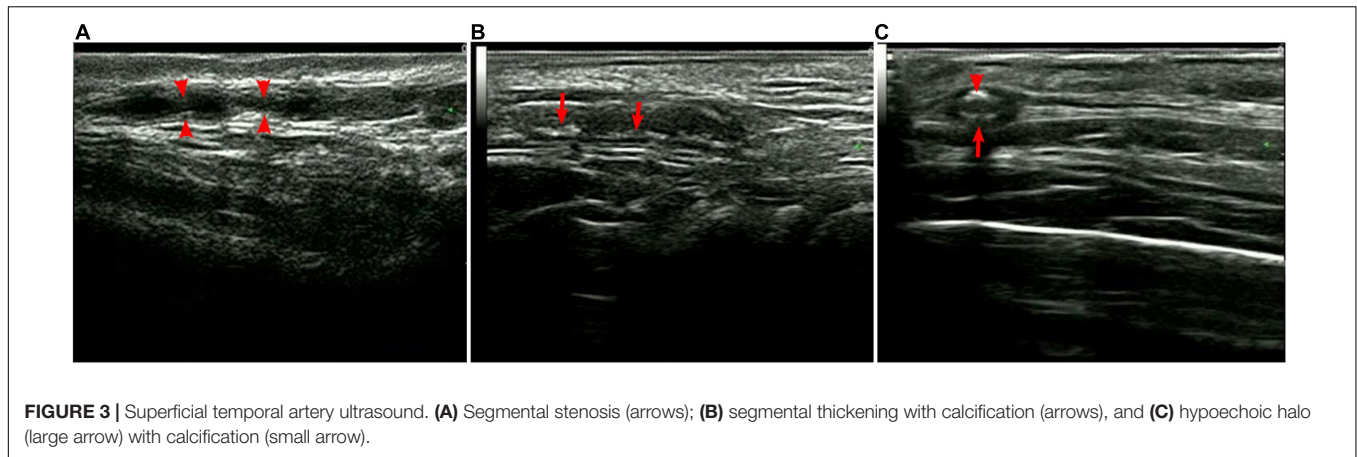 A
B
C
FIGURE 3 | Superficial temporal artery ultrasound. (A) Segmental stenosis (arrows); (B) segmental thickening with calcification (arrows), and (C) hypoechoic halo
(large arrow) with calcification (small arrow).